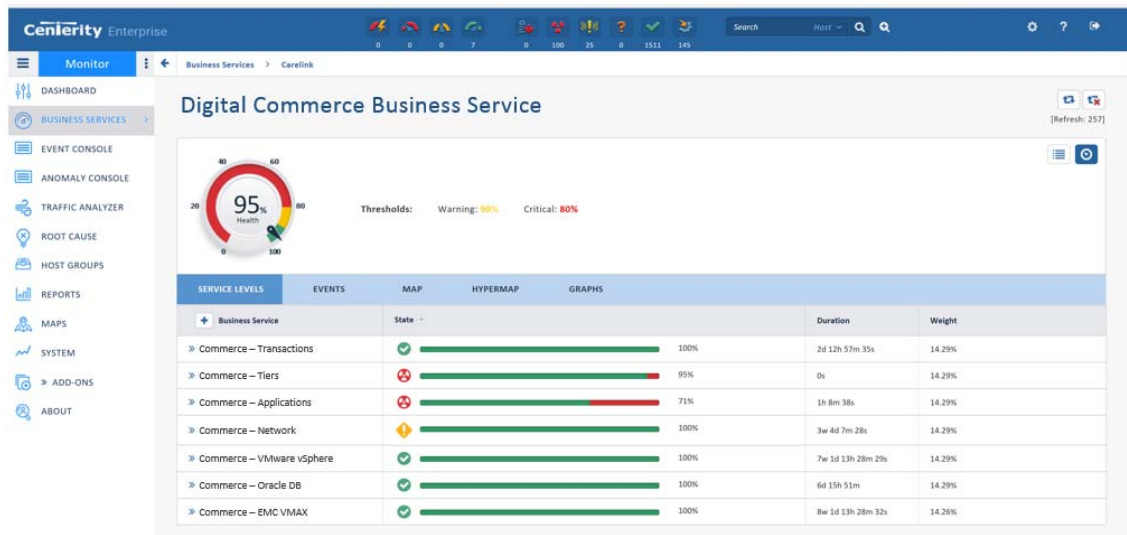 Centerity Enterprise
0 0 0 7 0 100 25 0 1511 145
Search Host
Monitor
Business Services > Carelink
DASHBOARD
BUSINESS SERVICES
EVENT CONSOLE
ANOMALY CONSOLE
TRAFFIC ANALYZER
ROOT CAUSE
HOST GROUPS
REPORTS
MAPS
SYSTEM
» ADD-ONS
ABOUT
Digital Commerce Business Service
[Refresh: 257]
40 60
20 80
0 100
95%
Health
Thresholds: Warning: 90% Critical: 80%
SERVICE LEVELS EVENTS MAP HYPERMAP GRAPHS
Business Service State Duration Weight
» Commerce – Transactions 100% 2d 12h 57m 35s 14.29%
» Commerce – Tiers 95% 0s 14.29%
» Commerce – Applications 71% 1h 8m 38s 14.29%
» Commerce – Network 100% 3w 4d 7m 28s 14.29%
» Commerce – VMware vSphere 100% 7w 1d 13h 28m 29s 14.29%
» Commerce – Oracle DB 100% 6d 15h 51m 14.29%
» Commerce – EMC VMAX 100% 8w 1d 13h 28m 32s 14.26%